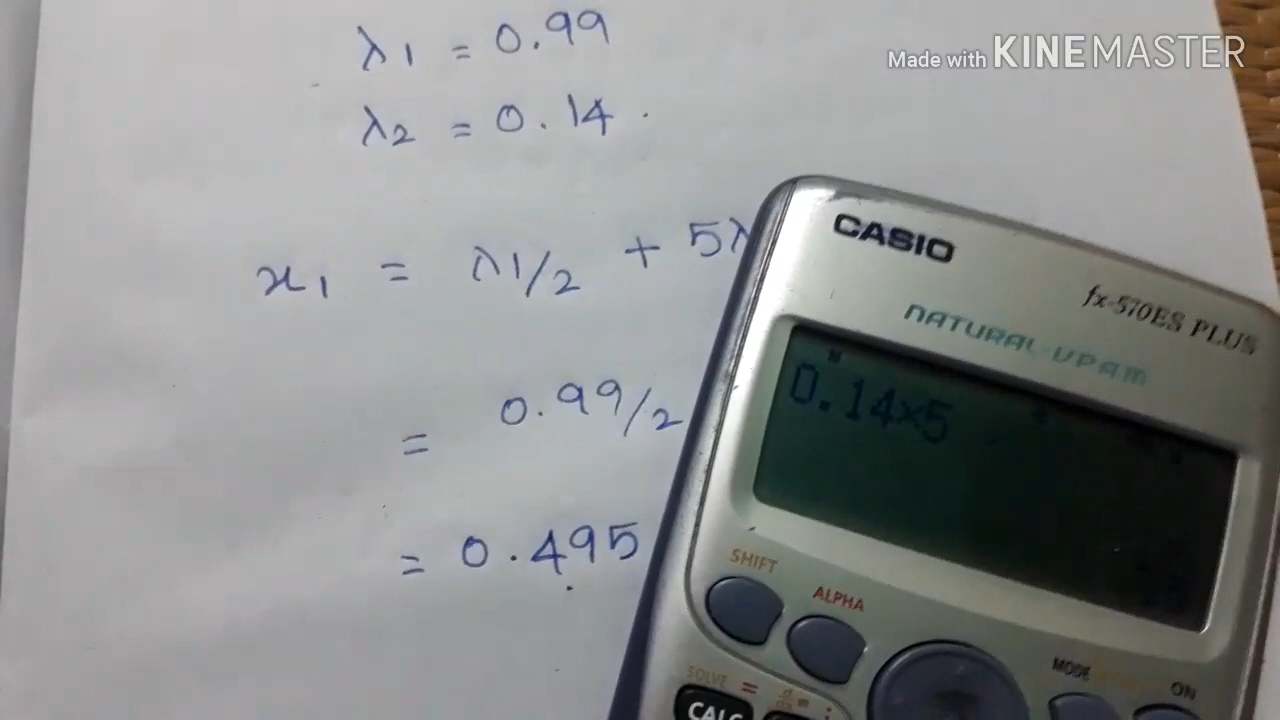 λ1 = 0.99
Made with KINEMASTER
λ2 = 0.14.
x1 = λ1/2 + 5λ
= 0.99/2
= 0.495
CASIO
fx-570ES PLUS
NATURAL-V.P.A.M.
0.14×5
SHIFT
ALPHA
MODE
ON
SOLVE =
CALC